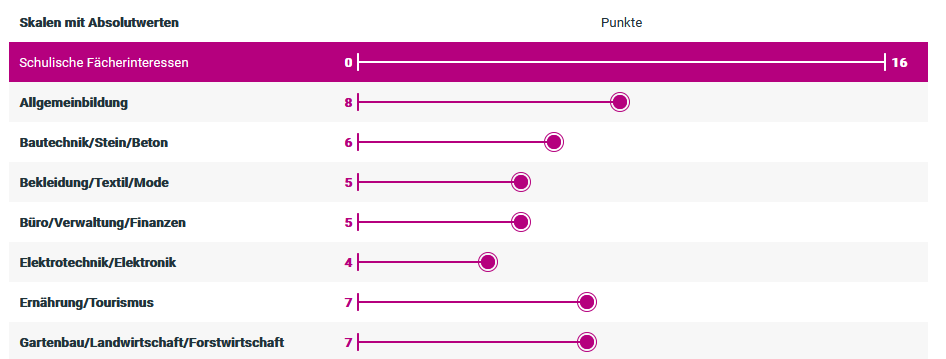 Skalen mit Absolutwerten Punkte
Schulische Fächerinteressen 0 16
Allgemeinbildung 8
Bautechnik/Stein/Beton 6
Bekleidung/Textil/Mode 5
Büro/Verwaltung/Finanzen 5
Elektrotechnik/Elektronik 4
Ernährung/Tourismus 7
Gartenbau/Landwirtschaft/Forstwirtschaft 7